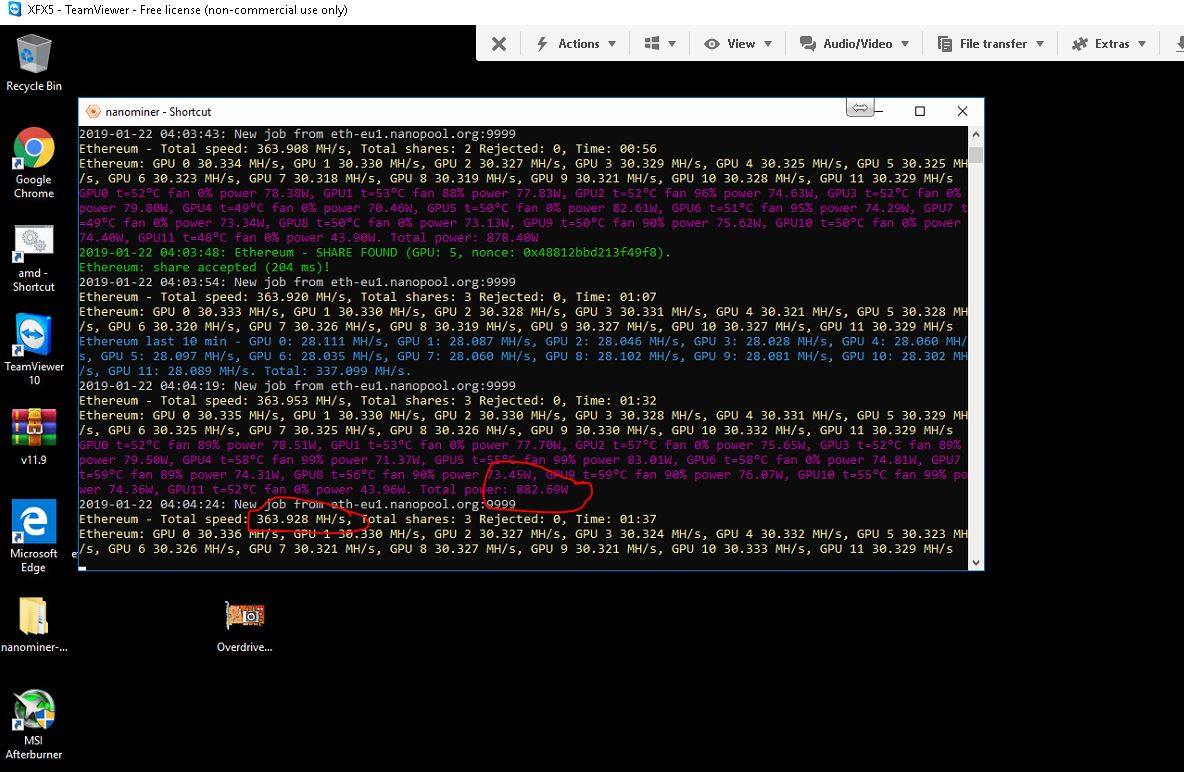 XFX5 - TeamViewer - Free license (non-commercial use only)
Actions
View
Audio/Video
File transfer
Extras
Recycle Bin
Google
Chrome
amd -
Shortcut
TeamViewer
10
v11.9
Microsoft
Edge
nanominer-...
MSI
Afterburner
Overdrive...
nanominer - Shortcut
2019-01-22 04:03:43: New job from eth-eu1.nanopool.org:9999
Ethereum - Total speed: 363.908 MH/s, Total shares: 2 Rejected: 0, Time: 00:56
Ethereum: GPU 0 30.334 MH/s, GPU 1 30.330 MH/s, GPU 2 30.327 MH/s, GPU 3 30.329 MH/s, GPU 4 30.325 MH/s, GPU 5 30.325 MH
/s, GPU 6 30.323 MH/s, GPU 7 30.318 MH/s, GPU 8 30.319 MH/s, GPU 9 30.321 MH/s, GPU 10 30.328 MH/s, GPU 11 30.329 MH/s
GPU0 t=52°C fan 0% power 78.38W, GPU1 t=53°C fan 88% power 77.83W, GPU2 t=52°C fan 96% power 74.63W, GPU3 t=52°C fan 0%
power 79.80W, GPU4 t=49°C fan 0% power 70.46W, GPU5 t=50°C fan 0% power 82.61W, GPU6 t=51°C fan 95% power 74.29W, GPU7 t
=49°C fan 0% power 73.34W, GPU8 t=50°C fan 0% power 73.13W, GPU9 t=50°C fan 90% power 75.62W, GPU10 t=50°C fan 0% power
74.40W, GPU11 t=48°C fan 0% power 43.90W. Total power: 878.40W
2019-01-22 04:03:48: Ethereum - SHARE FOUND (GPU: 5, nonce: 0x48812bbd213f49f8).
Ethereum: share accepted (204 ms)!
2019-01-22 04:03:54: New job from eth-eu1.nanopool.org:9999
Ethereum - Total speed: 363.920 MH/s, Total shares: 3 Rejected: 0, Time: 01:07
Ethereum: GPU 0 30.333 MH/s, GPU 1 30.330 MH/s, GPU 2 30.328 MH/s, GPU 3 30.331 MH/s, GPU 4 30.321 MH/s, GPU 5 30.328 MH
/s, GPU 6 30.320 MH/s, GPU 7 30.326 MH/s, GPU 8 30.319 MH/s, GPU 9 30.327 MH/s, GPU 10 30.327 MH/s, GPU 11 30.329 MH/s
Ethereum last 10 min - GPU 0: 28.111 MH/s, GPU 1: 28.087 MH/s, GPU 2: 28.046 MH/s, GPU 3: 28.028 MH/s, GPU 4: 28.060 MH/
s, GPU 5: 28.097 MH/s, GPU 6: 28.035 MH/s, GPU 7: 28.060 MH/s, GPU 8: 28.102 MH/s, GPU 9: 28.081 MH/s, GPU 10: 28.302 MH
/s, GPU 11: 28.089 MH/s. Total: 337.099 MH/s.
2019-01-22 04:04:19: New job from eth-eu1.nanopool.org:9999
Ethereum - Total speed: 363.953 MH/s, Total shares: 3 Rejected: 0, Time: 01:32
Ethereum: GPU 0 30.335 MH/s, GPU 1 30.330 MH/s, GPU 2 30.330 MH/s, GPU 3 30.328 MH/s, GPU 4 30.331 MH/s, GPU 5 30.329 MH
/s, GPU 6 30.325 MH/s, GPU 7 30.325 MH/s, GPU 8 30.326 MH/s, GPU 9 30.330 MH/s, GPU 10 30.332 MH/s, GPU 11 30.329 MH/s
GPU0 t=52°C fan 89% power 78.51W, GPU1 t=53°C fan 0% power 77.70W, GPU2 t=57°C fan 0% power 75.65W, GPU3 t=52°C fan 89%
power 79.50W, GPU4 t=58°C fan 99% power 71.37W, GPU5 t=55°C fan 99% power 83.01W, GPU6 t=58°C fan 0% power 74.81W, GPU7
t=59°C fan 89% power 74.31W, GPU8 t=56°C fan 90% power 73.45W, GPU9 t=59°C fan 90% power 76.07W, GPU10 t=55°C fan 99% po
wer 74.36W, GPU11 t=52°C fan 0% power 43.96W. Total power: 882.69W
2019-01-22 04:04:24: New job from eth-eu1.nanopool.org:9999
Ethereum - Total speed: 363.928 MH/s, Total shares: 3 Rejected: 0, Time: 01:37
Ethereum: GPU 0 30.336 MH/s, GPU 1 30.330 MH/s, GPU 2 30.327 MH/s, GPU 3 30.324 MH/s, GPU 4 30.332 MH/s, GPU 5 30.323 MH
/s, GPU 6 30.326 MH/s, GPU 7 30.321 MH/s, GPU 8 30.327 MH/s, GPU 9 30.321 MH/s, GPU 10 30.333 MH/s, GPU 11 30.329 MH/s